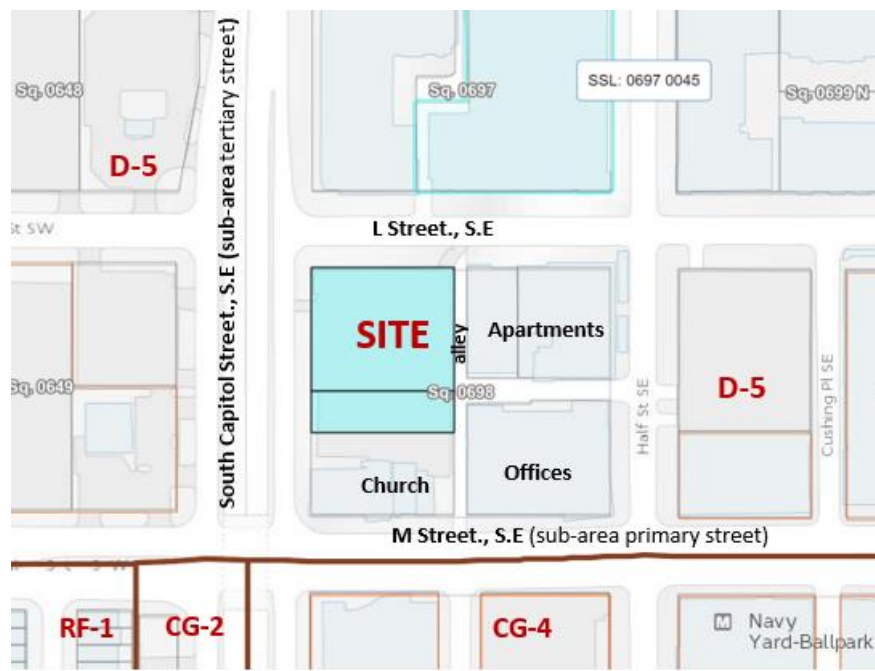 Sq. 0648
D-5
South Capitol Street., S.E (sub-area tertiary street)
Sq. 0697
SSL: 0697 0045
Sq. 0699 N
St SW
L Street., S.E
SITE
alley
Apartments
Sq. 0649
Sq. 0698
D-5
Half St SE
Cushing Pl SE
Church
Offices
M Street., S.E (sub-area primary street)
RF-1
CG-2
CG-4
M Navy
Yard-Ballpark